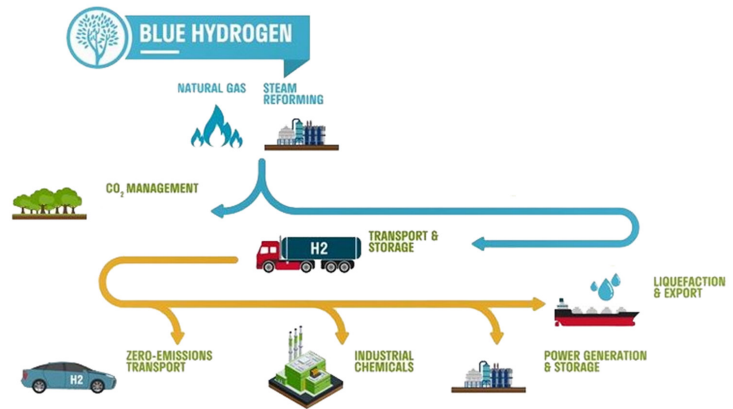 BLUE HYDROGEN
NATURAL GAS
STEAM
REFORMING
CO₂ MANAGEMENT
TRANSPORT &
STORAGE
H2
LIQUEFACTION
& EXPORT
ZERO-EMISSIONS
TRANSPORT
H2
INDUSTRIAL
CHEMICALS
POWER GENERATION
& STORAGE